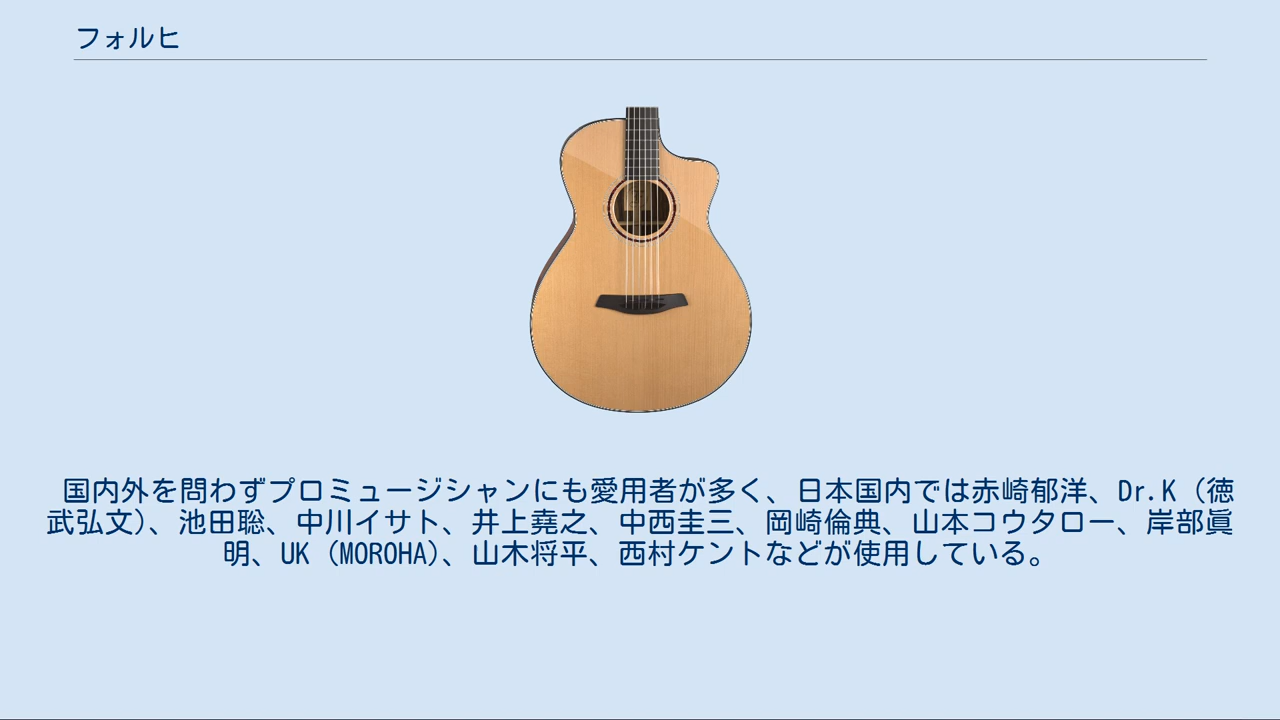 フォルヒ
国内外を問わずプロミュージシャンにも愛用者が多く、日本国内では赤崎郁洋、Dr.K（徳
武弘文）、池田聡、中川イサト、井上堯之、中西圭三、岡崎倫典、山本コウタロー、岸部眞
明、UK（MOROHA）、山木将平、西村ケントなどが使用している。